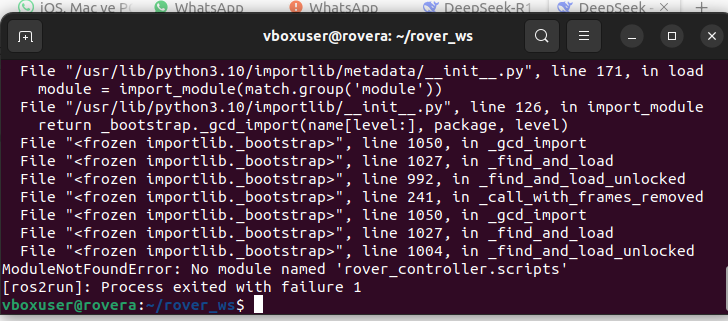 iOS, Mac ve P
WhatsApp
WhatsApp
DeepSeek-R1
DeepSeek -
vboxuser@rovera: ~/rover_ws
File "/usr/lib/python3.10/importlib/metadata/__init__.py", line 171, in load
module = import_module(match.group('module'))
File "/usr/lib/python3.10/importlib/__init__.py", line 126, in import_module
return _bootstrap._gcd_import(name[level:], package, level)
File "<frozen importlib._bootstrap>", line 1050, in _gcd_import
File "<frozen importlib._bootstrap>", line 1027, in _find_and_load
File "<frozen importlib._bootstrap>", line 992, in _find_and_load_unlocked
File "<frozen importlib._bootstrap>", line 241, in _call_with_frames_removed
File "<frozen importlib._bootstrap>", line 1050, in _gcd_import
File "<frozen importlib._bootstrap>", line 1027, in _find_and_load
File "<frozen importlib._bootstrap>", line 1004, in _find_and_load_unlocked
ModuleNotFoundError: No module named 'rover_controller.scripts'
[ros2run]: Process exited with failure 1
vboxuser@rovera:~/rover_ws$